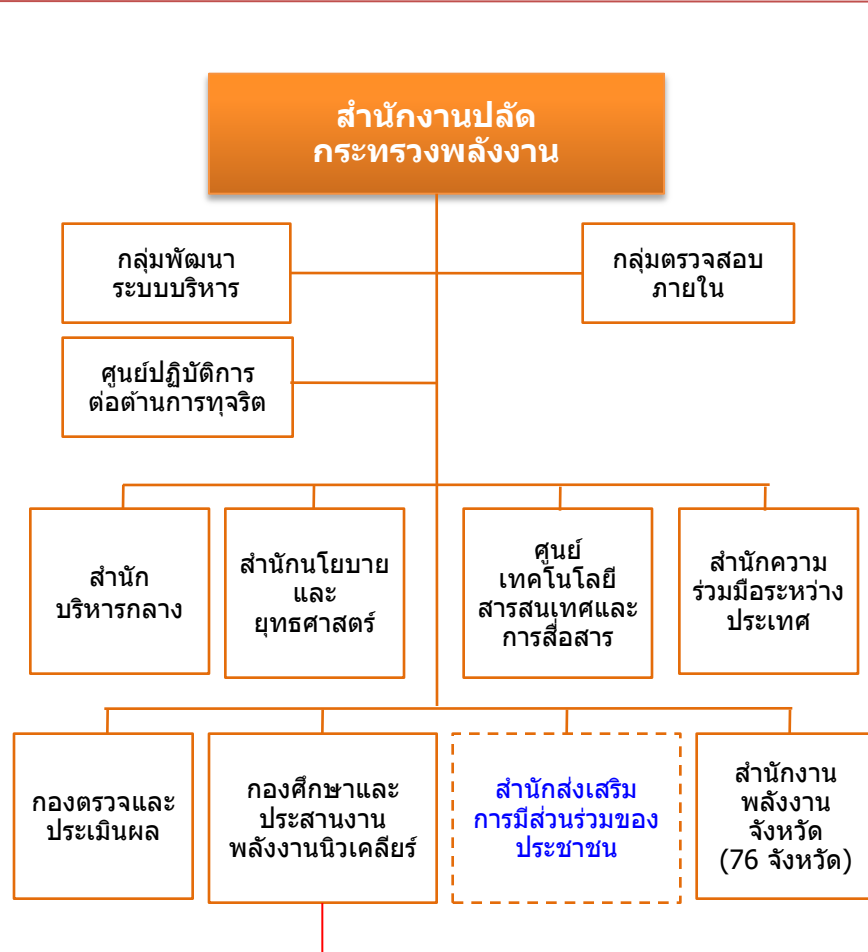 สำนักงานปลัด
กระทรวงพลังงาน
กลุ่มพัฒนา
ระบบบริหาร
กลุ่มตรวจสอบ
ภายใน
ศูนย์ปฏิบัติการ
ต่อต้านการทุจริต
สำนัก
บริหารกลาง
สำนักนโยบาย
และ
ยุทธศาสตร์
ศูนย์
เทคโนโลยี
สารสนเทศและ
การสื่อสาร
สำนักความ
ร่วมมือระหว่าง
ประเทศ
กองตรวจและ
ประเมินผล
กองศึกษาและ
ประสานงาน
พลังงานนิวเคลียร์
สำนักส่งเสริม
การมีส่วนร่วมของ
ประชาชน
สำนักงาน
พลังงาน
จังหวัด
(76 จังหวัด)